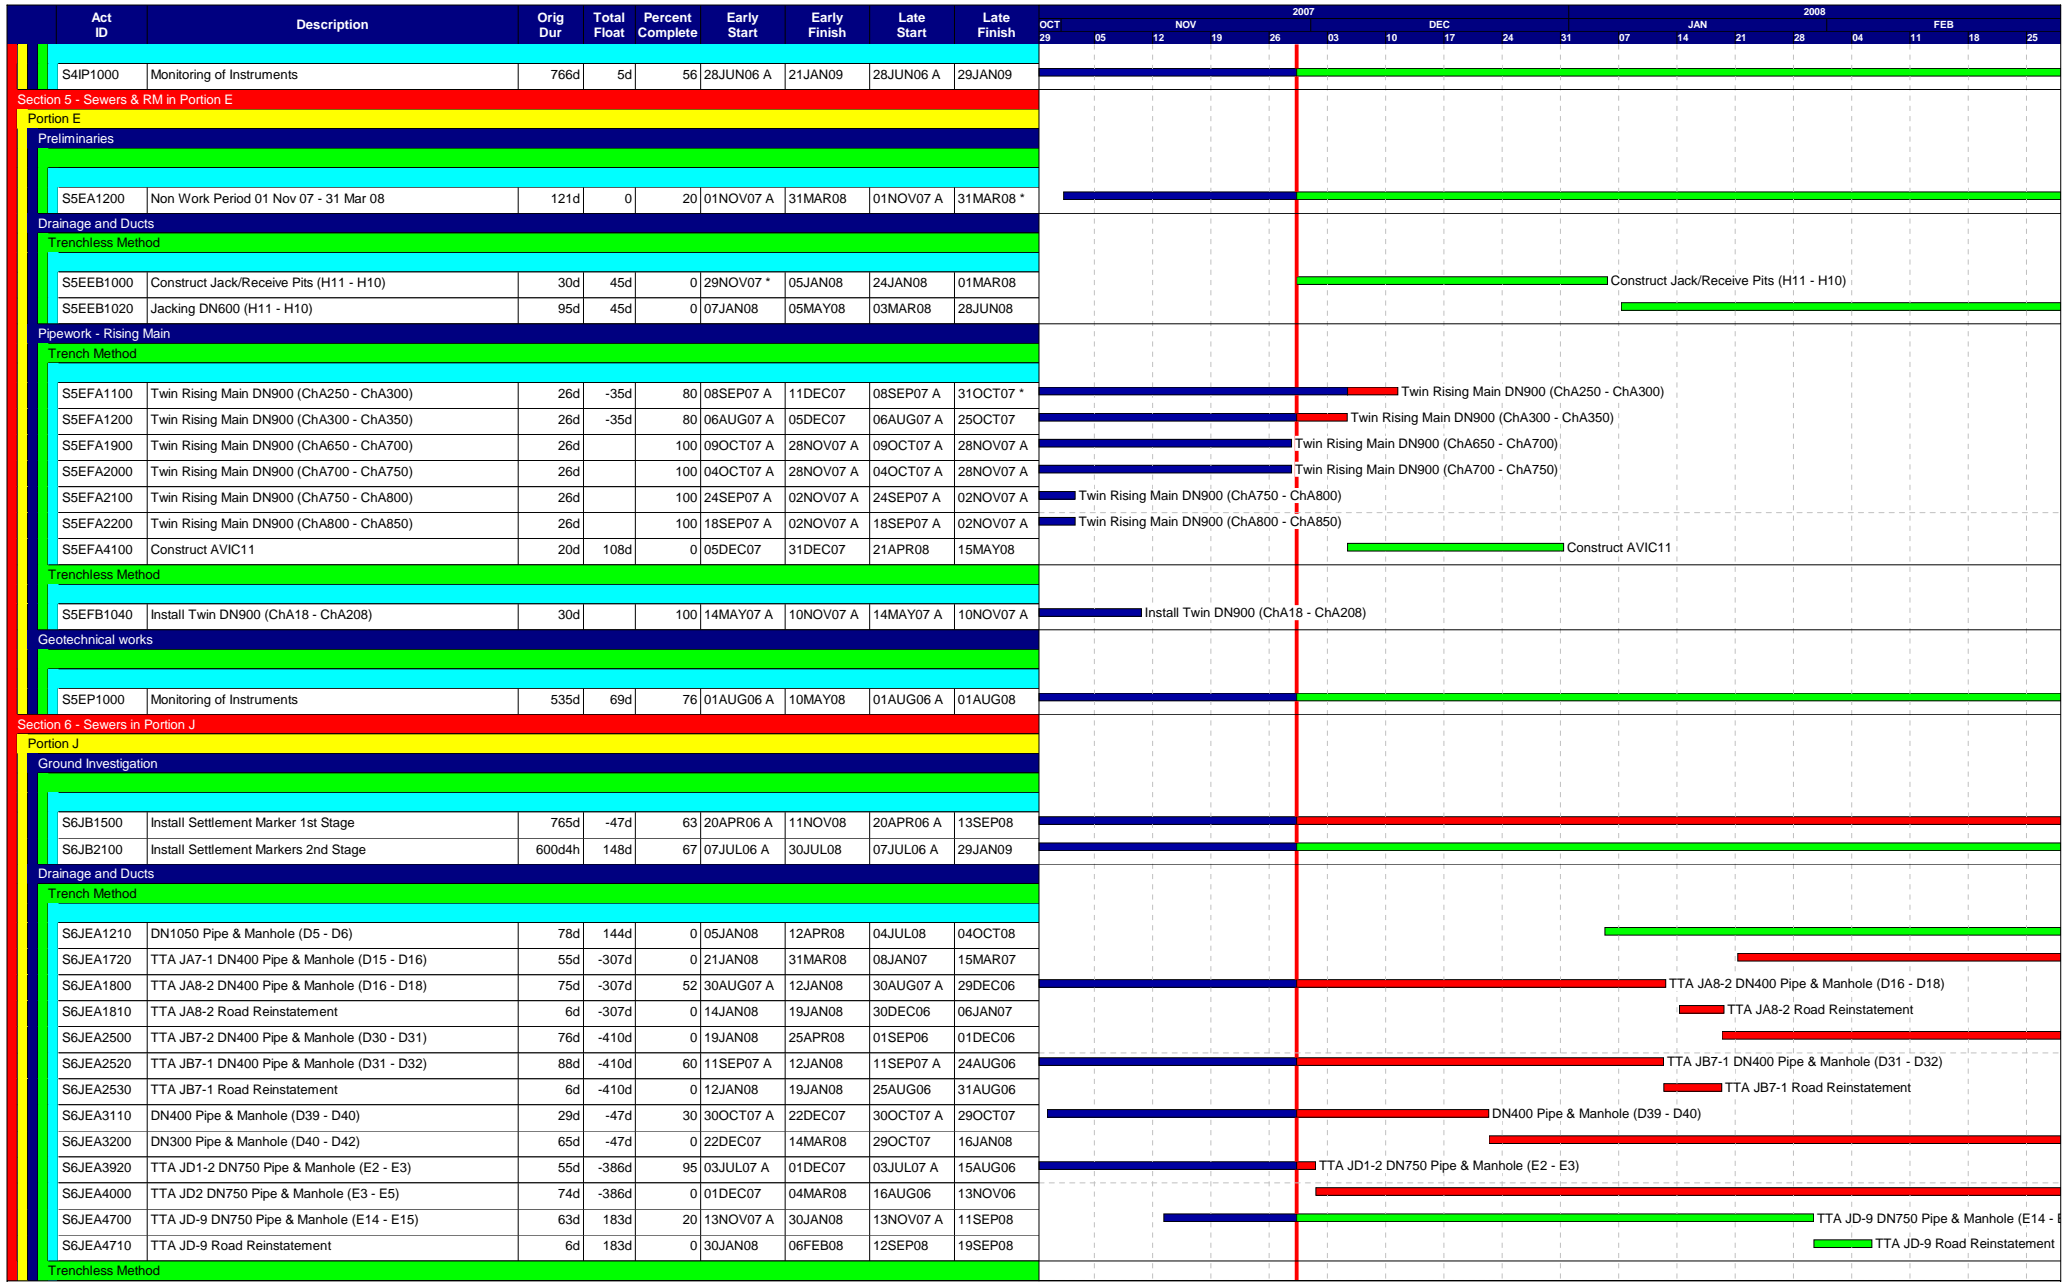 Act ID Description Orig Dur Total Float Percent Complete Early Start Early Finish Late Start Late Finish
2007 2008
OCT NOV DEC JAN FEB
29 05 12 19 26 03 10 17 24 31 07 14 21 28 04 11 18 25
S4IP1000 Monitoring of Instruments 766d 5d 56 28JUN06 A 21JAN09 28JUN06 A 29JAN09
Section 5 - Sewers & RM in Portion E
Portion E
Preliminaries
S5EA1200 Non Work Period 01 Nov 07 - 31 Mar 08 121d 0 20 01NOV07 A 31MAR08 01NOV07 A 31MAR08 *
Drainage and Ducts
Trenchless Method
S5EEB1000 Construct Jack/Receive Pits (H11 - H10) 30d 45d 0 29NOV07 * 05JAN08 24JAN08 01MAR08 Construct Jack/Receive Pits (H11 - H10)
S5EEB1020 Jacking DN600 (H11 - H10) 95d 45d 0 07JAN08 05MAY08 03MAR08 28JUN08
Pipework - Rising Main
Trench Method
S5EFA1100 Twin Rising Main DN900 (ChA250 - ChA300) 26d -35d 80 08SEP07 A 11DEC07 08SEP07 A 31OCT07 * Twin Rising Main DN900 (ChA250 - ChA300)
S5EFA1200 Twin Rising Main DN900 (ChA300 - ChA350) 26d -35d 80 06AUG07 A 05DEC07 06AUG07 A 25OCT07 Twin Rising Main DN900 (ChA300 - ChA350)
S5EFA1900 Twin Rising Main DN900 (ChA650 - ChA700) 26d 100 09OCT07 A 28NOV07 A 09OCT07 A 28NOV07 A Twin Rising Main DN900 (ChA650 - ChA700)
S5EFA2000 Twin Rising Main DN900 (ChA700 - ChA750) 26d 100 04OCT07 A 28NOV07 A 04OCT07 A 28NOV07 A Twin Rising Main DN900 (ChA700 - ChA750)
S5EFA2100 Twin Rising Main DN900 (ChA750 - ChA800) 26d 100 24SEP07 A 02NOV07 A 24SEP07 A 02NOV07 A Twin Rising Main DN900 (ChA750 - ChA800)
S5EFA2200 Twin Rising Main DN900 (ChA800 - ChA850) 26d 100 18SEP07 A 02NOV07 A 18SEP07 A 02NOV07 A Twin Rising Main DN900 (ChA800 - ChA850)
S5EFA4100 Construct AVIC11 20d 108d 0 05DEC07 31DEC07 21APR08 15MAY08 Construct AVIC11
Trenchless Method
S5EFB1040 Install Twin DN900 (ChA18 - ChA208) 30d 100 14MAY07 A 10NOV07 A 14MAY07 A 10NOV07 A Install Twin DN900 (ChA18 - ChA208)
Geotechnical works
S5EP1000 Monitoring of Instruments 535d 69d 76 01AUG06 A 10MAY08 01AUG06 A 01AUG08
Section 6 - Sewers in Portion J
Portion J
Ground Investigation
S6JB1500 Install Settlement Marker 1st Stage 765d -47d 63 20APR06 A 11NOV08 20APR06 A 13SEP08
S6JB2100 Install Settlement Markers 2nd Stage 600d4h 148d 67 07JUL06 A 30JUL08 07JUL06 A 29JAN09
Drainage and Ducts
Trench Method
S6JEA1210 DN1050 Pipe & Manhole (D5 - D6) 78d 144d 0 05JAN08 12APR08 04JUL08 04OCT08
S6JEA1720 TTA JA7-1 DN400 Pipe & Manhole (D15 - D16) 55d -307d 0 21JAN08 31MAR08 08JAN07 15MAR07
S6JEA1800 TTA JA8-2 DN400 Pipe & Manhole (D16 - D18) 75d -307d 52 30AUG07 A 12JAN08 30AUG07 A 29DEC06 TTA JA8-2 DN400 Pipe & Manhole (D16 - D18)
S6JEA1810 TTA JA8-2 Road Reinstatement 6d -307d 0 14JAN08 19JAN08 30DEC06 06JAN07 TTA JA8-2 Road Reinstatement
S6JEA2500 TTA JB7-2 DN400 Pipe & Manhole (D30 - D31) 76d -410d 0 19JAN08 25APR08 01SEP06 01DEC06
S6JEA2520 TTA JB7-1 DN400 Pipe & Manhole (D31 - D32) 88d -410d 60 11SEP07 A 12JAN08 11SEP07 A 24AUG06 TTA JB7-1 DN400 Pipe & Manhole (D31 - D32)
S6JEA2530 TTA JB7-1 Road Reinstatement 6d -410d 0 12JAN08 19JAN08 25AUG06 31AUG06 TTA JB7-1 Road Reinstatement
S6JEA3110 DN400 Pipe & Manhole (D39 - D40) 29d -47d 30 30OCT07 A 22DEC07 30OCT07 A 29OCT07 DN400 Pipe & Manhole (D39 - D40)
S6JEA3200 DN300 Pipe & Manhole (D40 - D42) 65d -47d 0 22DEC07 14MAR08 29OCT07 16JAN08
S6JEA3920 TTA JD1-2 DN750 Pipe & Manhole (E2 - E3) 55d -386d 95 03JUL07 A 01DEC07 03JUL07 A 15AUG06 TTA JD1-2 DN750 Pipe & Manhole (E2 - E3)
S6JEA4000 TTA JD2 DN750 Pipe & Manhole (E3 - E5) 74d -386d 0 01DEC07 04MAR08 16AUG06 13NOV06
S6JEA4700 TTA JD-9 DN750 Pipe & Manhole (E14 - E15) 63d 183d 20 13NOV07 A 30JAN08 13NOV07 A 11SEP08 TTA JD-9 DN750 Pipe & Manhole (E14 -
S6JEA4710 TTA JD-9 Road Reinstatement 6d 183d 0 30JAN08 06FEB08 12SEP08 19SEP08 TTA JD-9 Road Reinstatement
Trenchless Method